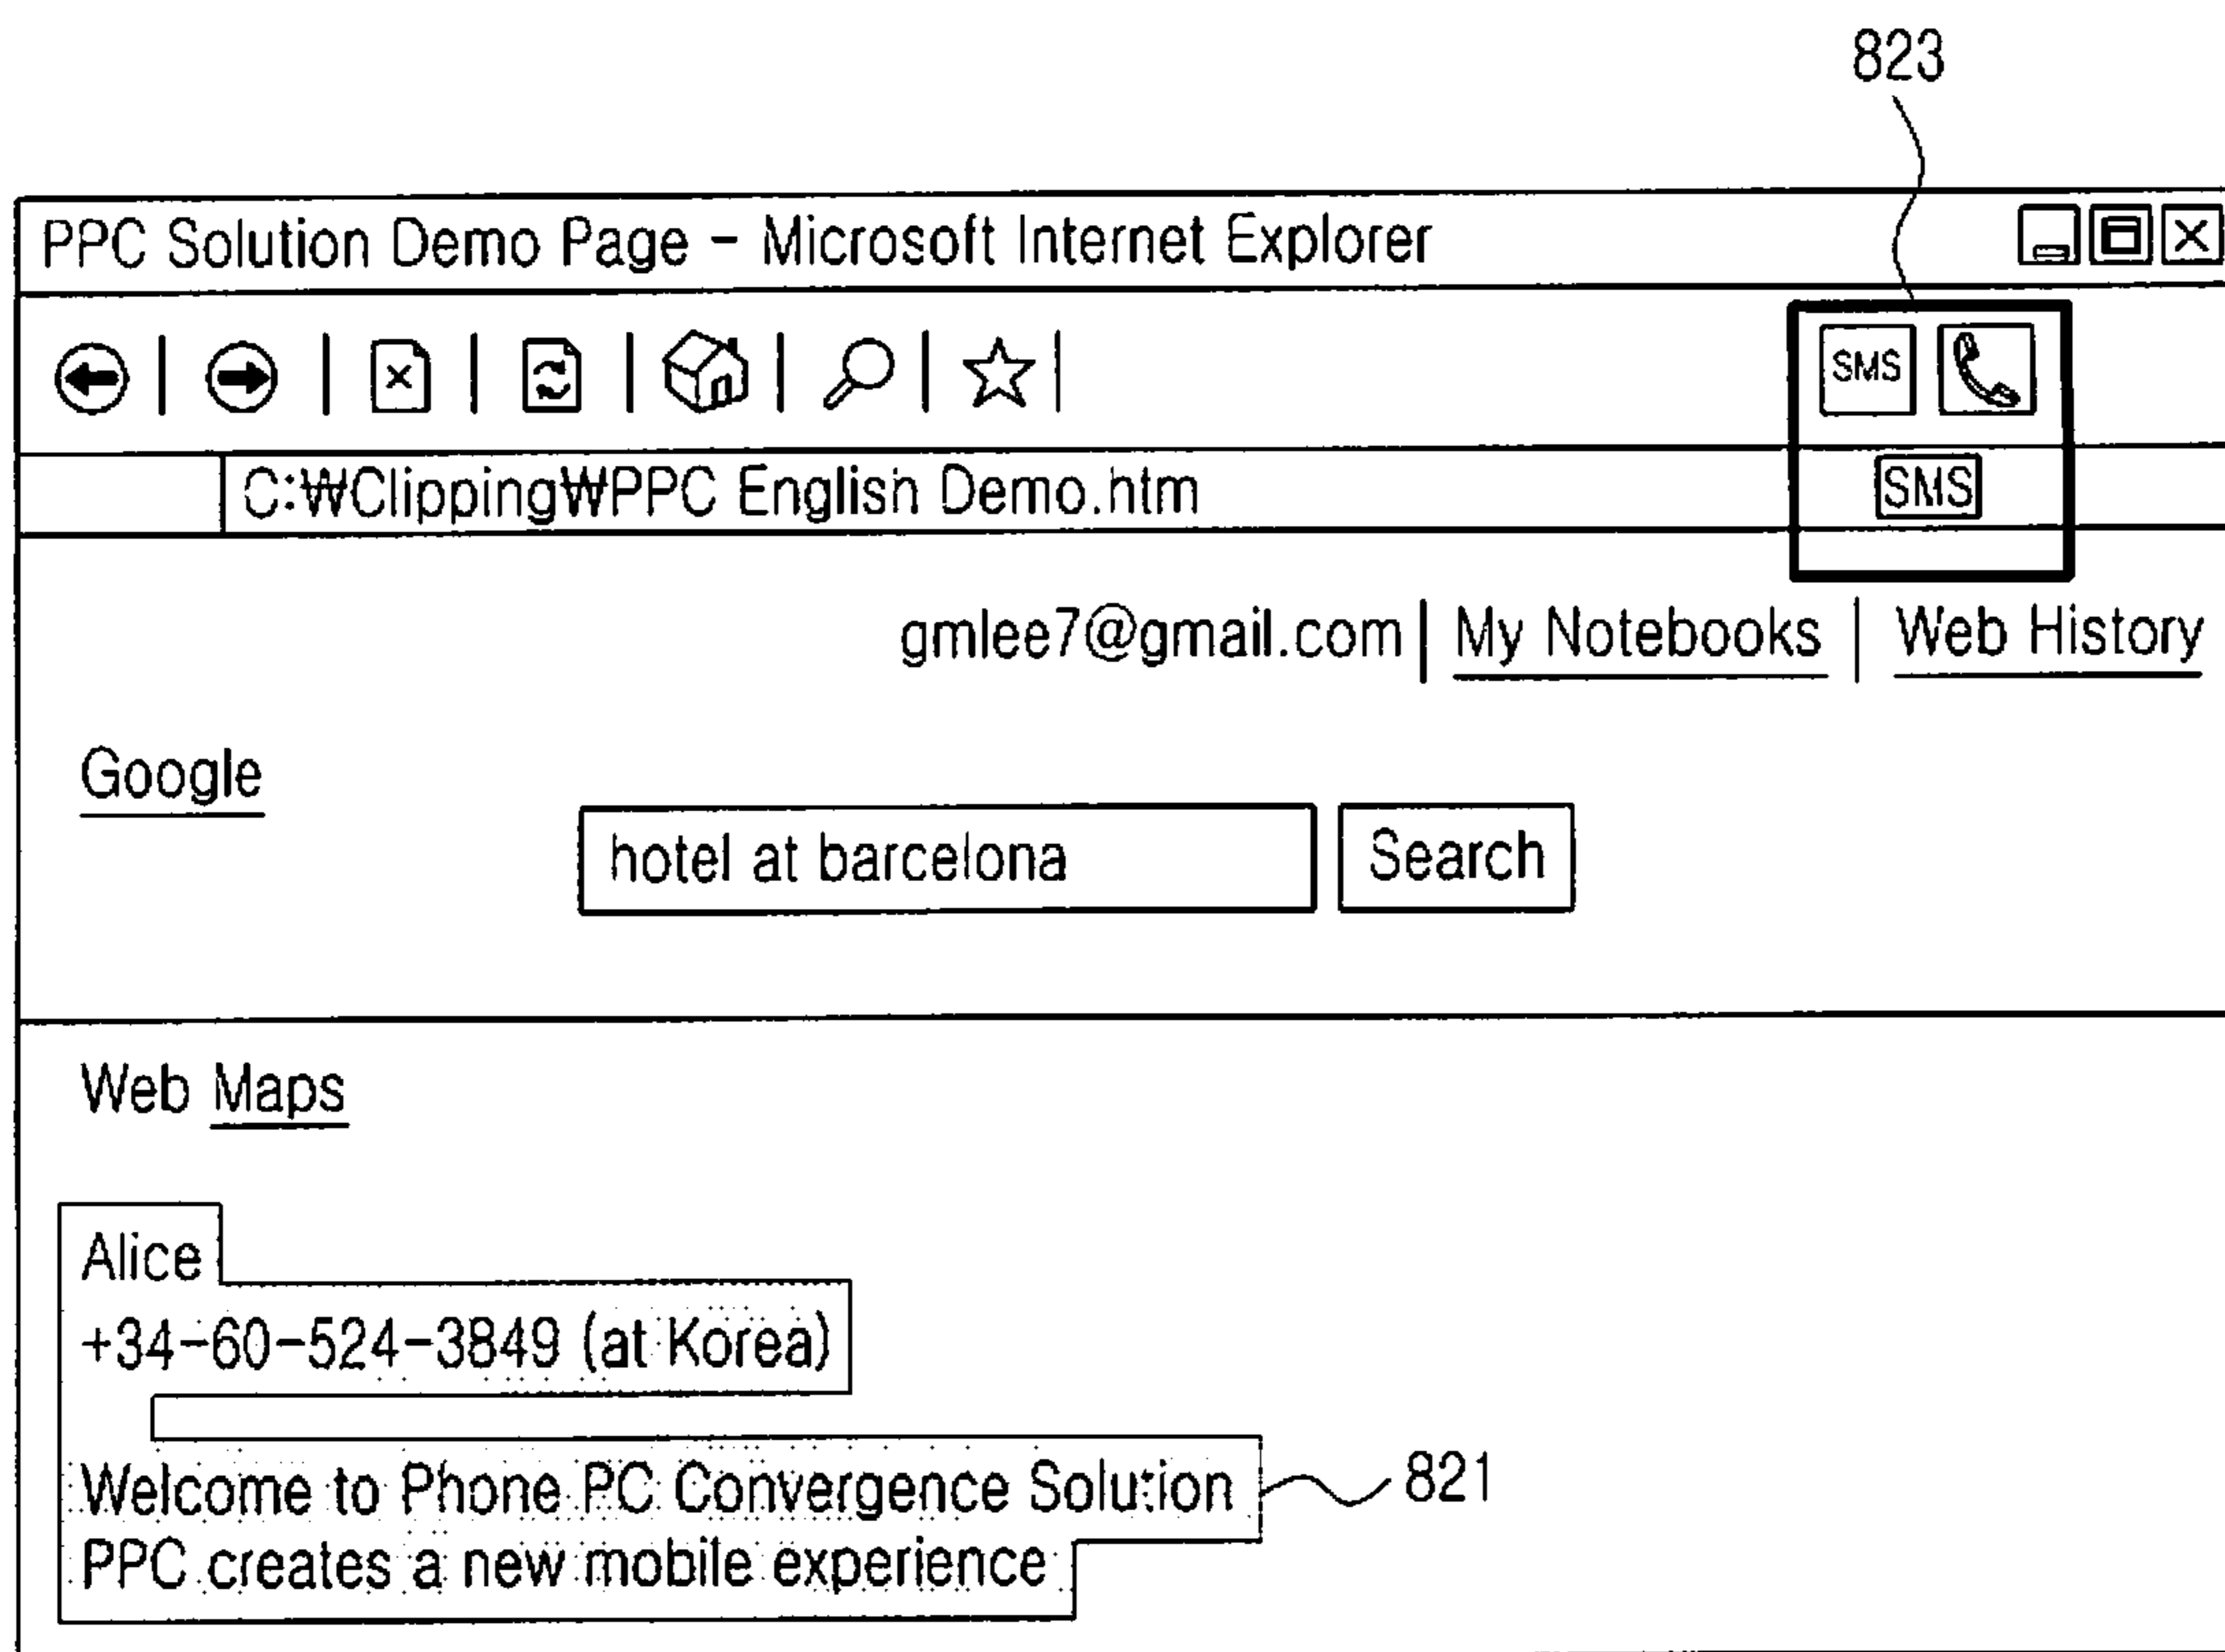 823
PPC Solution Demo Page – Microsoft Internet Explorer
SMS
C:₩Clipping₩PPC English Demo.htm
SMS
gmlee7@gmail.com | My Notebooks | Web History
Google
hotel at barcelona Search
Web Maps
Alice
+34-60-524-3849 (at Korea)
Welcome to Phone PC Convergence Solution
821
PPC creates a new mobile experience